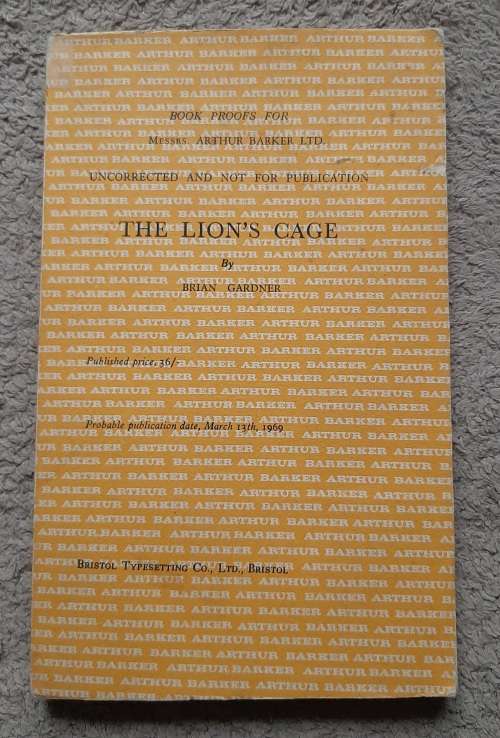 BOOK PROOFS FOR
MESSRS. ARTHUR BARKER LTD.
UNCORRECTED AND NOT FOR PUBLICATION
THE LION'S CAGE
By
BRIAN GARDNER
Published price, 36/-
Probable publication date, March 13th, 1969
BRISTOL TYPESETTING CO., LTD., BRISTOL